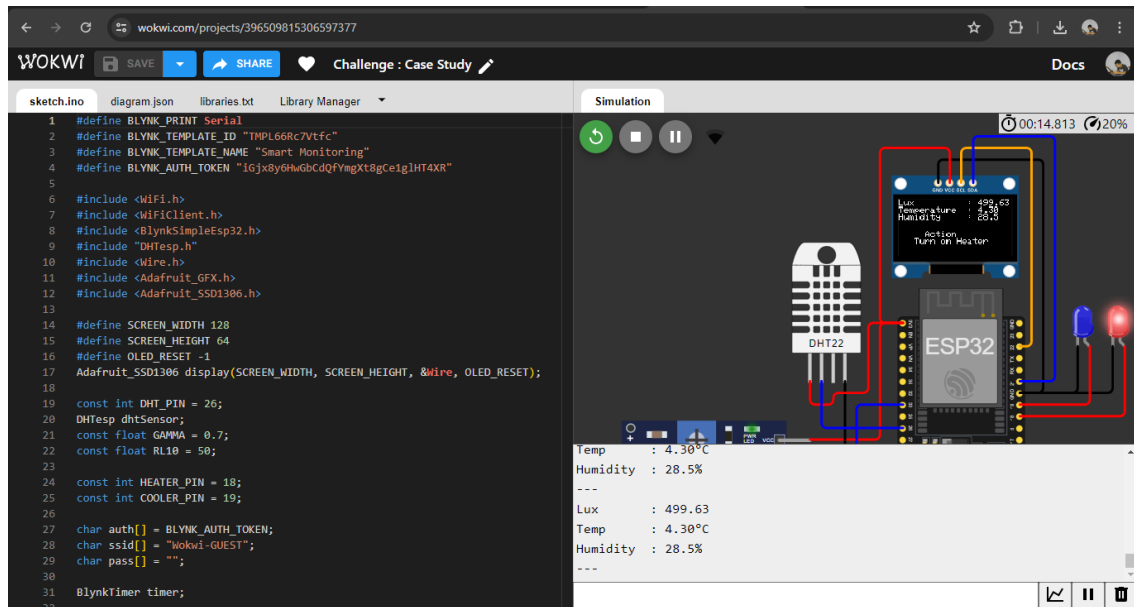 wokwi.com/projects/396509815306597377
WOKWi SAVE SHARE Challenge : Case Study Docs
sketch.ino diagram.json libraries.txt Library Manager
1 #define BLYNK_PRINT Serial
2 #define BLYNK_TEMPLATE_ID "TMPL66Rc7Vtfc"
3 #define BLYNK_TEMPLATE_NAME "Smart Monitoring"
4 #define BLYNK_AUTH_TOKEN "iGjx8y6HwGbCdQfYmgXt8gCe1glHT4XR"
5
6 #include <WiFi.h>
7 #include <WiFiClient.h>
8 #include <BlynkSimpleEsp32.h>
9 #include "DHTesp.h"
10 #include <Wire.h>
11 #include <Adafruit_GFX.h>
12 #include <Adafruit_SSD1306.h>
13
14 #define SCREEN_WIDTH 128
15 #define SCREEN_HEIGHT 64
16 #define OLED_RESET -1
17 Adafruit_SSD1306 display(SCREEN_WIDTH, SCREEN_HEIGHT, &Wire, OLED_RESET);
18
19 const int DHT_PIN = 26;
20 DHTesp dhtSensor;
21 const float GAMMA = 0.7;
22 const float RL10 = 50;
23
24 const int HEATER_PIN = 18;
25 const int COOLER_PIN = 19;
26
27 char auth[] = BLYNK_AUTH_TOKEN;
28 char ssid[] = "Wokwi-GUEST";
29 char pass[] = "";
30
31 BlynkTimer timer;
Simulation
00:14.813 20%
GND VCC SCL SDA
Lux : 499.63
Temperature : 4.30
Humidity : 28.5
Action
Turn on Heater
DHT22
ESP32
PWR
LED
VCC
Temp : 4.30°C
Humidity : 28.5%
---
Lux : 499.63
Temp : 4.30°C
Humidity : 28.5%
---